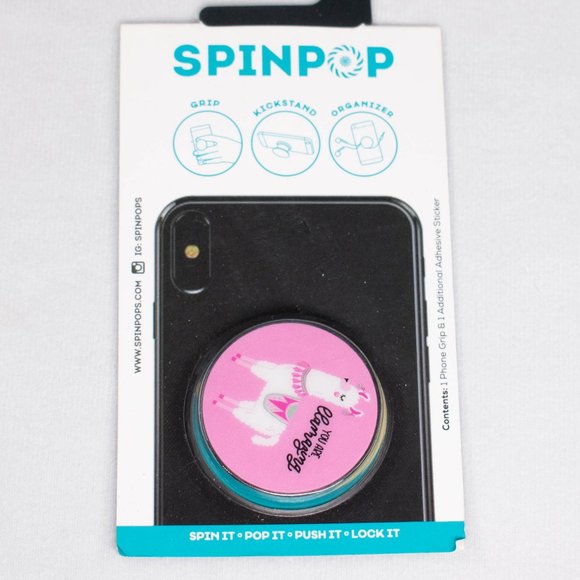 SPINPOP
GRIP
KICKSTAND
ORGANIZER
WWW.SPINPOPS.COM IG: SPINPOPS
Contents: 1 Phone Grip & 1 Additional Adhesive Sticker
YOU ARE
llamazing
SPIN IT • POP IT • PUSH IT • LOCK IT